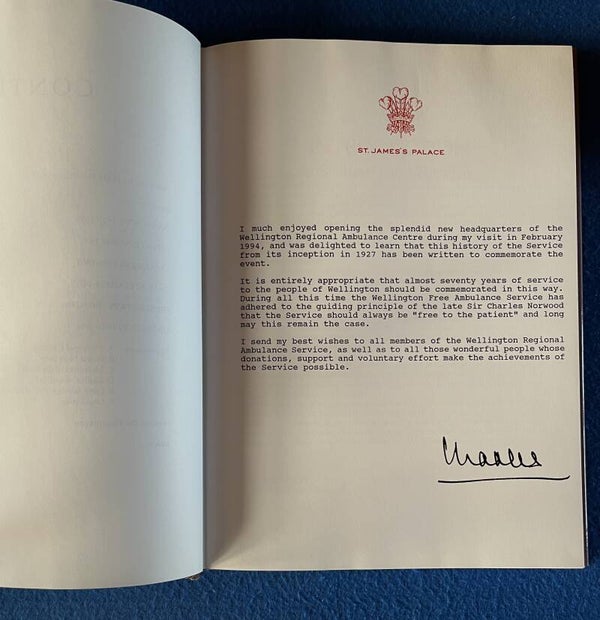 CONT
ST. JAMES'S PALACE
I much enjoyed opening the splendid new headquarters of the
Wellington Regional Ambulance Centre during my visit in February
1994, and was delighted to learn that this history of the Service
from its inception in 1927 has been written to commemorate the
event.
It is entirely appropriate that almost seventy years of service
to the people of Wellington should be commemorated in this way.
During all this time the Wellington Free Ambulance Service has
adhered to the guiding principle of the late Sir Charles Norwood
that the Service should always be "free to the patient" and long
may this remain the case.
I send my best wishes to all members of the Wellington Regional
Ambulance Service, as well as to all those wonderful people whose
donations, support and voluntary effort make the achievements of
the Service possible.
Charles